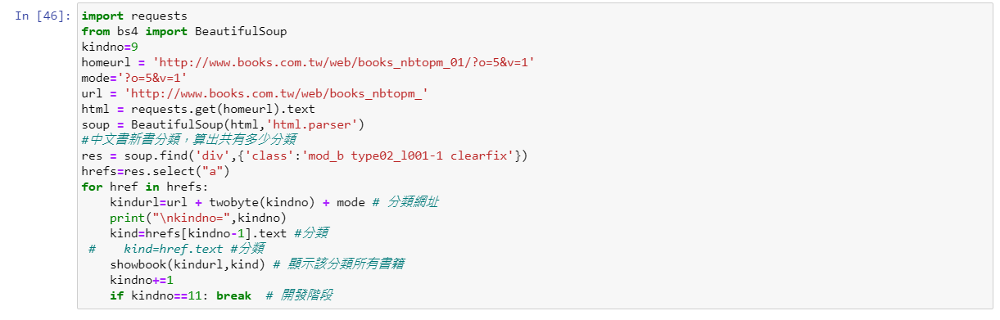 In [46]: import requests
from bs4 import BeautifulSoup
kindno=9
homeurl = 'http://www.books.com.tw/web/books_nbtopm_01/?o=5&v=1'
mode='?o=5&v=1'
url = 'http://www.books.com.tw/web/books_nbtopm_'
html = requests.get(homeurl).text
soup = BeautifulSoup(html,'html.parser')
#中文書新書分類，算出共有多少分類
res = soup.find('div',{'class':'mod_b type02_l001-1 clearfix'})
hrefs=res.select("a")
for href in hrefs:
    kindurl=url + twobyte(kindno) + mode # 分類網址
    print("\nkindno=",kindno)
    kind=hrefs[kindno-1].text #分類
#    kind=href.text #分類
    showbook(kindurl,kind) # 顯示該分類所有書籍
    kindno+=1
    if kindno==11: break  # 開發階段